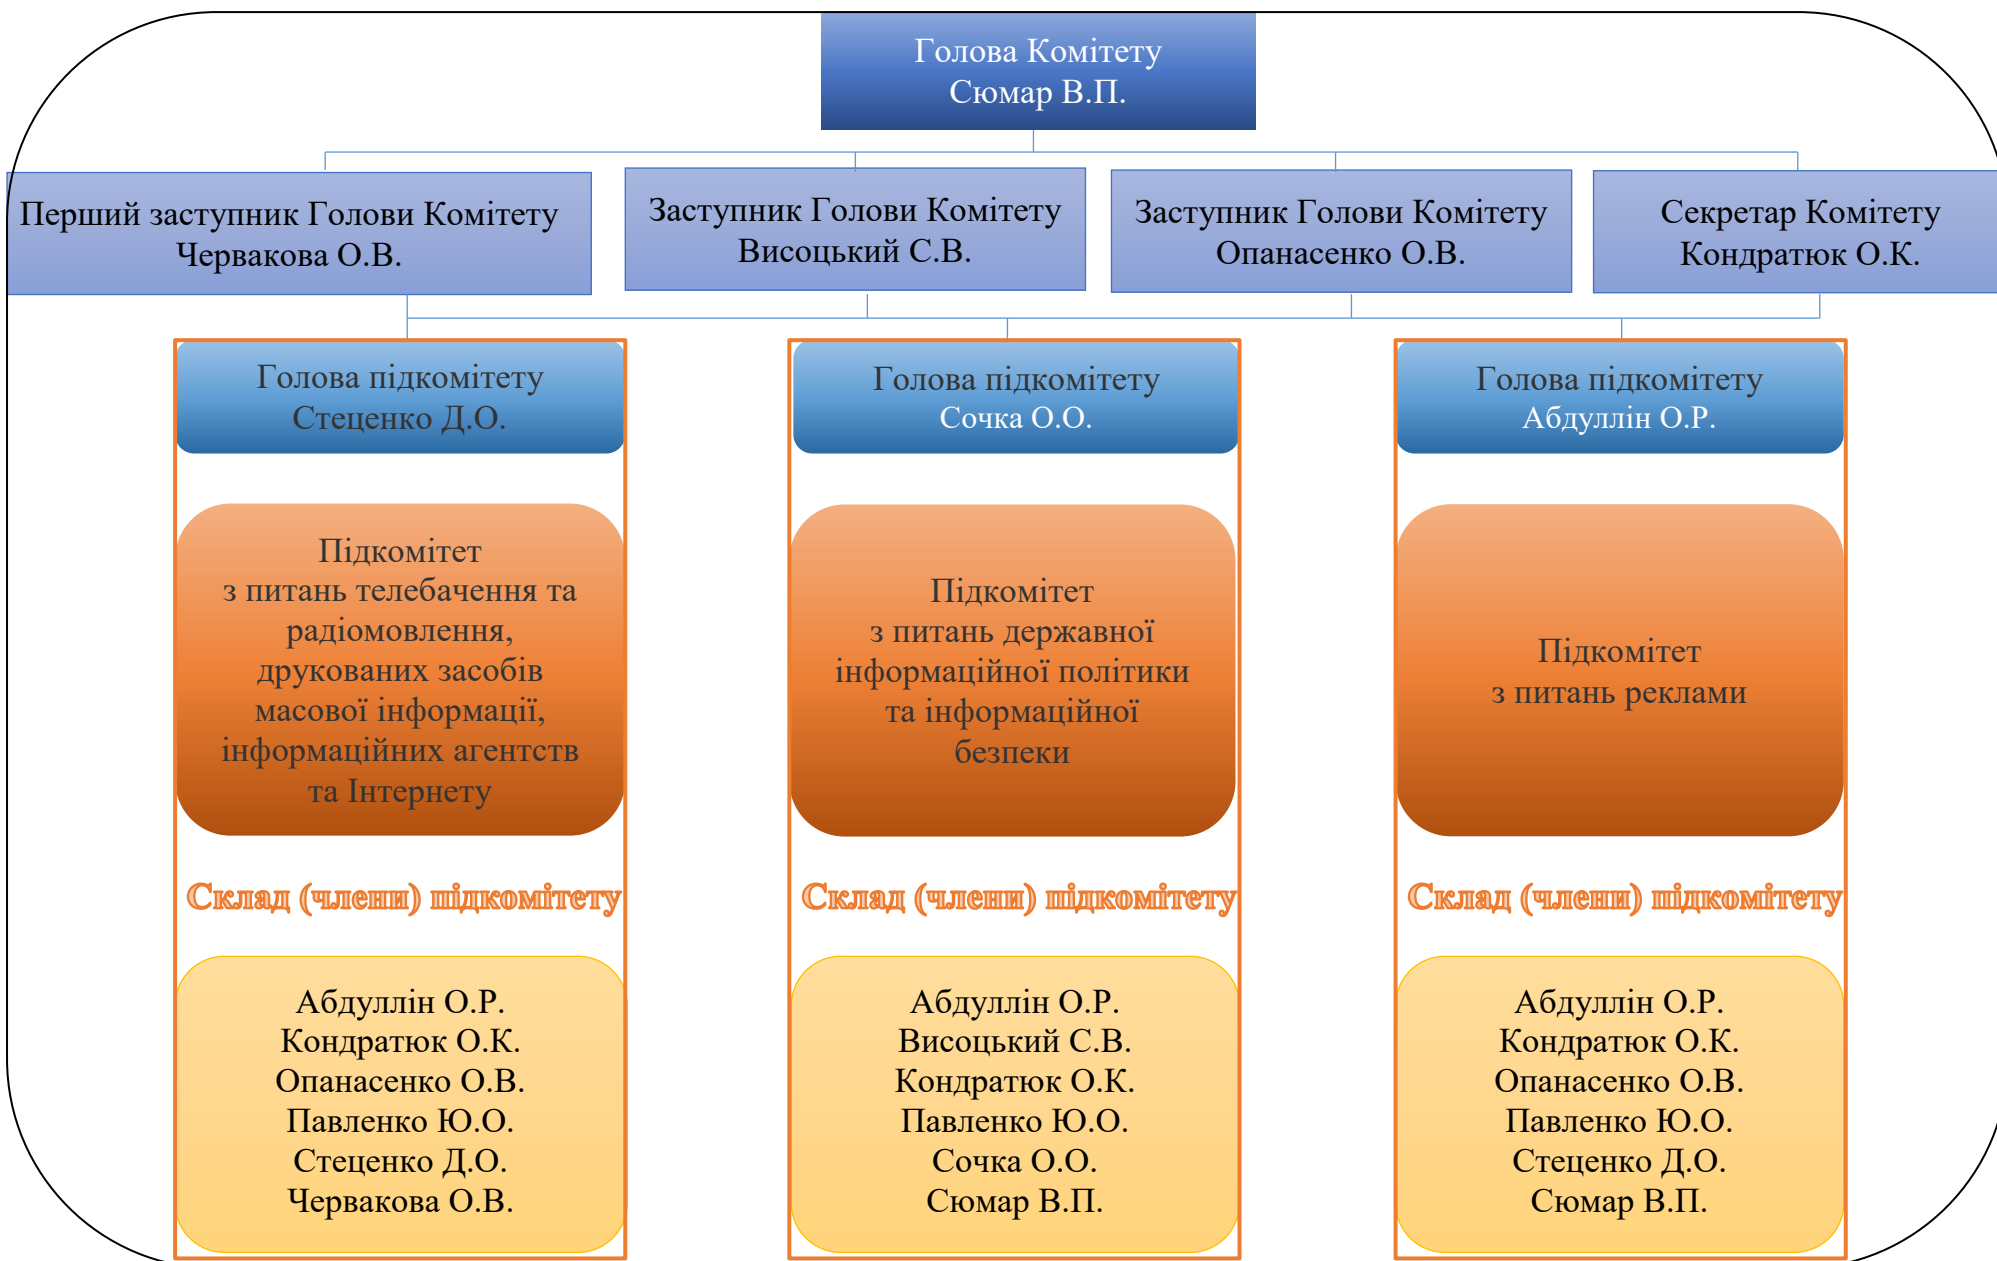 Голова Комітету
Сюмар В.П.
Перший заступник Голови Комітету
Червакова О.В.
Заступник Голови Комітету
Висоцький С.В.
Заступник Голови Комітету
Опанасенко О.В.
Секретар Комітету
Кондратюк О.К.
Голова підкомітету
Стеценко Д.О.
Голова підкомітету
Сочка О.О.
Голова підкомітету
Абдуллін О.Р.
Підкомітет
з питань телебачення та
радіомовлення,
друкованих засобів
масової інформації,
інформаційних агентств
та Інтернету
Підкомітет
з питань державної
інформаційної політики
та інформаційної
безпеки
Підкомітет
з питань реклами
Склад (члени) підкомітету
Склад (члени) підкомітету
Склад (члени) підкомітету
Абдуллін О.Р.
Кондратюк О.К.
Опанасенко О.В.
Павленко Ю.О.
Стеценко Д.О.
Червакова О.В.
Абдуллін О.Р.
Висоцький С.В.
Кондратюк О.К.
Павленко Ю.О.
Сочка О.О.
Сюмар В.П.
Абдуллін О.Р.
Кондратюк О.К.
Опанасенко О.В.
Павленко Ю.О.
Стеценко Д.О.
Сюмар В.П.